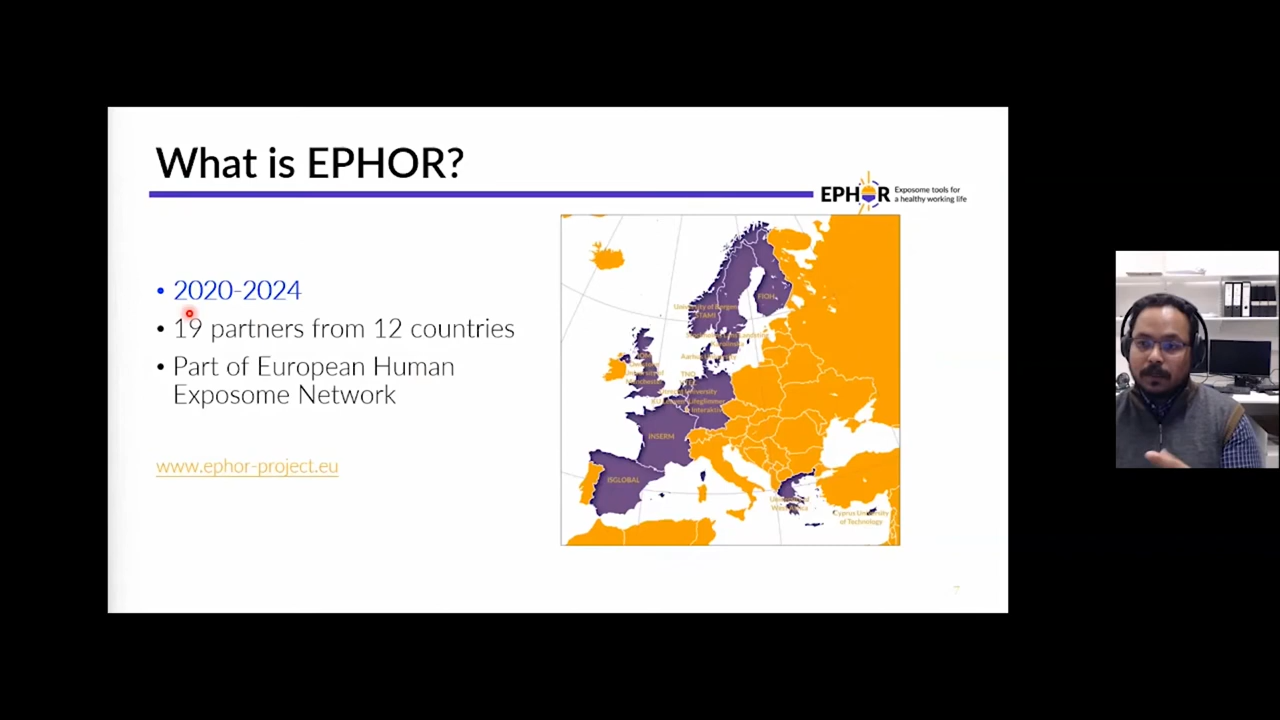 What is EPHOR?
EPHOR
Exposome tools for
a healthy working life
• 2020-2024
• 19 partners from 12 countries
• Part of European Human
Exposome Network
www.ephor-project.eu
University of Bergen
STAMI
FIOH
Aarhus
TNO
INSERM
ISGLOBAL
Cyprus University
of Technology
7